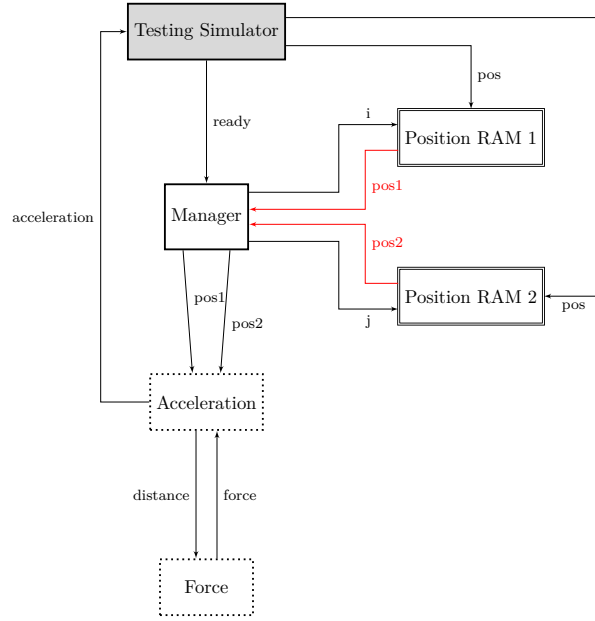 Testing Simulator
pos
ready
i
Position RAM 1
pos1
acceleration
Manager
pos2
pos1
Position RAM 2
pos
j
pos2
Acceleration
distance
force
Force